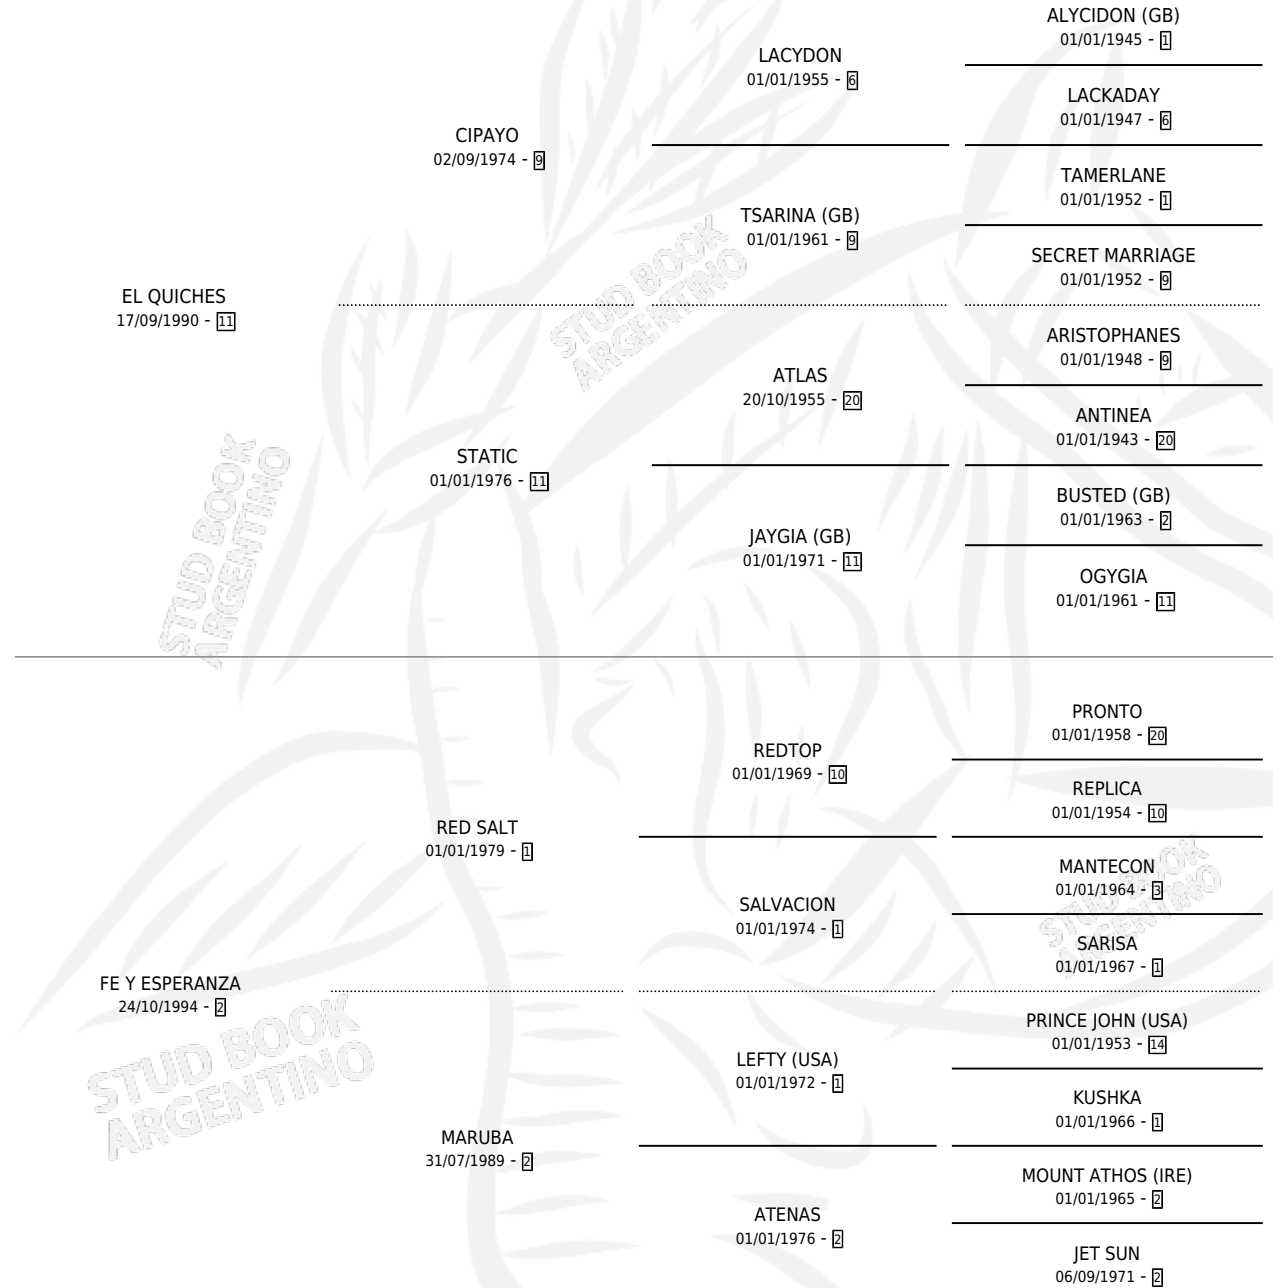 ALYCIDON (GB)
01/01/1945 - 1
LACYDON
01/01/1955 - 6
LACKADAY
01/01/1947 - 6
CIPAYO
02/09/1974 - 9
TAMERLANE
01/01/1952 - 1
TSARINA (GB)
01/01/1961 - 9
SECRET MARRIAGE
01/01/1952 - 9
EL QUICHES
17/09/1990 - 11
STUD BOOK
ARGENTINO
ARISTOPHANES
01/01/1948 - 9
ATLAS
20/10/1955 - 20
ANTINEA
01/01/1943 - 20
STATIC
01/01/1976 - 11
BUSTED (GB)
01/01/1963 - 2
JAYGIA (GB)
01/01/1971 - 11
OGYGIA
01/01/1961 - 11
STUD BOOK
ARGENTINO
PRONTO
01/01/1958 - 20
REDTOP
01/01/1969 - 10
REPLICA
01/01/1954 - 10
RED SALT
01/01/1979 - 1
MANTECON
01/01/1964 - 3
SALVACION
01/01/1974 - 1
SARISA
01/01/1967 - 1
STUD BOOK
ARGENTINO
FE Y ESPERANZA
24/10/1994 - 2
PRINCE JOHN (USA)
01/01/1953 - 14
LEFTY (USA)
01/01/1972 - 1
KUSHKA
01/01/1966 - 1
STUD BOOK
ARGENTINO
MARUBA
31/07/1989 - 2
MOUNT ATHOS (IRE)
01/01/1965 - 2
ATENAS
01/01/1976 - 2
JET SUN
06/09/1971 - 2